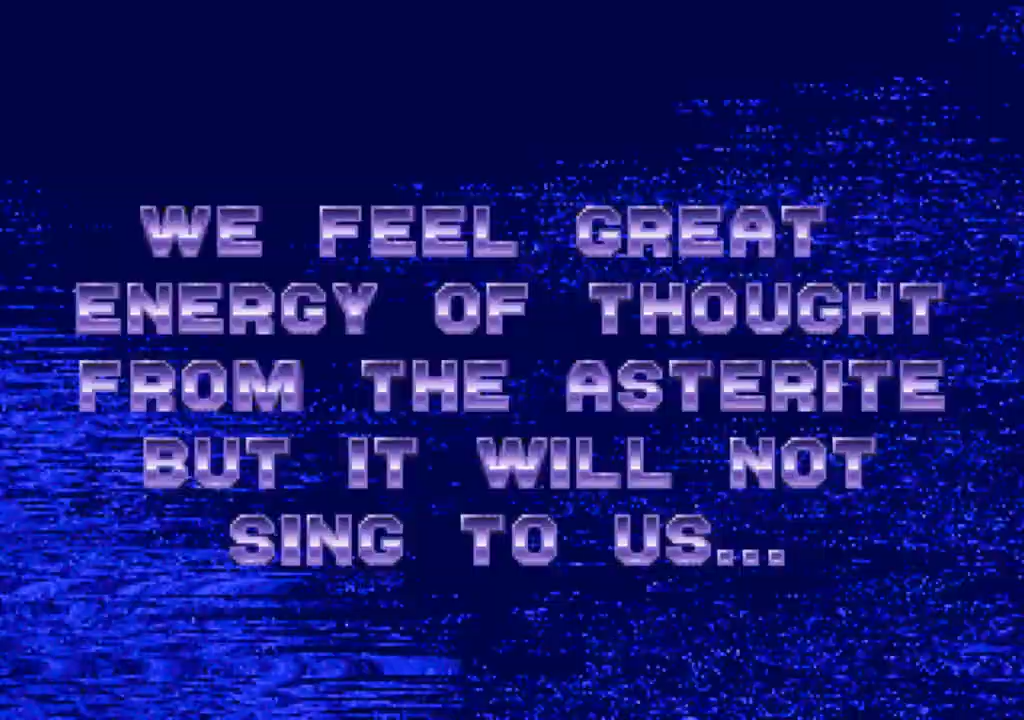 WE FEEL GREAT
ENERGY OF THOUGHT
FROM THE ASTERITE
BUT IT WILL NOT
SING TO US...